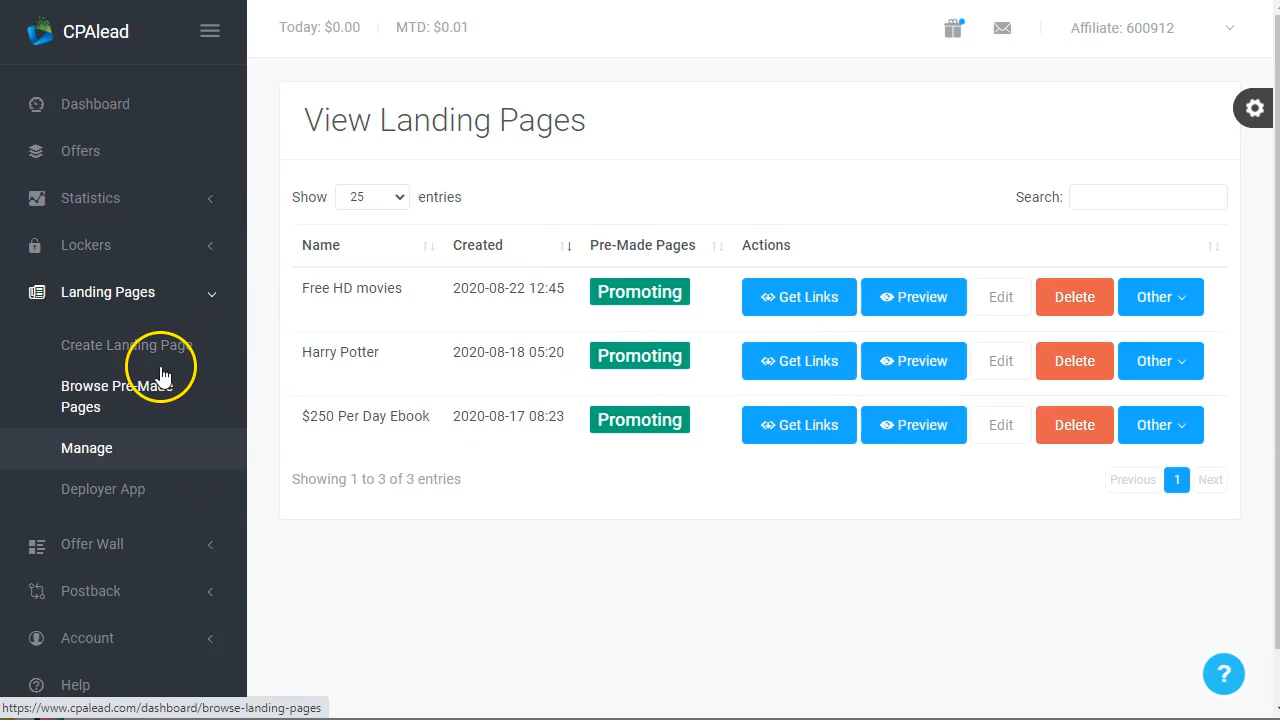 CPAlead
Today: $0.00
MTD: $0.01
Affiliate: 600912
Dashboard
Offers
Statistics
Lockers
Landing Pages
Create Landing Page
Browse Pre-Made
Pages
Manage
Deployer App
Offer Wall
Postback
Account
Help
View Landing Pages
Show 25 entries
Search:
Name Created Pre-Made Pages Actions
Free HD movies 2020-08-22 12:45 Promoting Get Links Preview Edit Delete Other
Harry Potter 2020-08-18 05:20 Promoting Get Links Preview Edit Delete Other
$250 Per Day Ebook 2020-08-17 08:23 Promoting Get Links Preview Edit Delete Other
Showing 1 to 3 of 3 entries
Previous 1 Next
?
https://www.cpalead.com/dashboard/browse-landing-pages